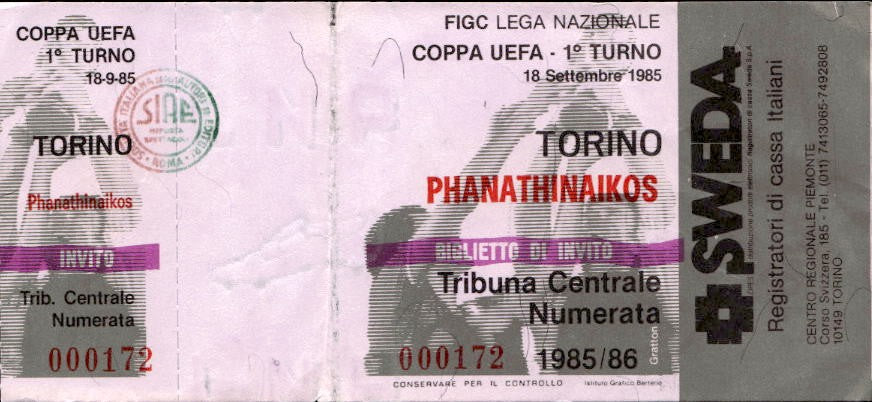 COPPA UEFA
1° TURNO
18-9-85
SIAE
ROMA
TORINO
Phanathinaikos
INVITO
Trib. Centrale
Numerata
000172
FIGC LEGA NAZIONALE
COPPA UEFA - 1° TURNO
18 Settembre 1985
TORINO
PHANATHINAIKOS
BIGLIETTO DI INVITO
Tribuna Centrale
Numerata
000172 1985/86
Gratton
CONSERVARE PER IL CONTROLLO Istituto Grafico Bertello
SWEDA
Registratori di cassa Italiani
CENTRO REGIONALE PIEMONTE
Corso Svizzera, 185 - Tel. (011) 7413065-7492808
10149 TORINO